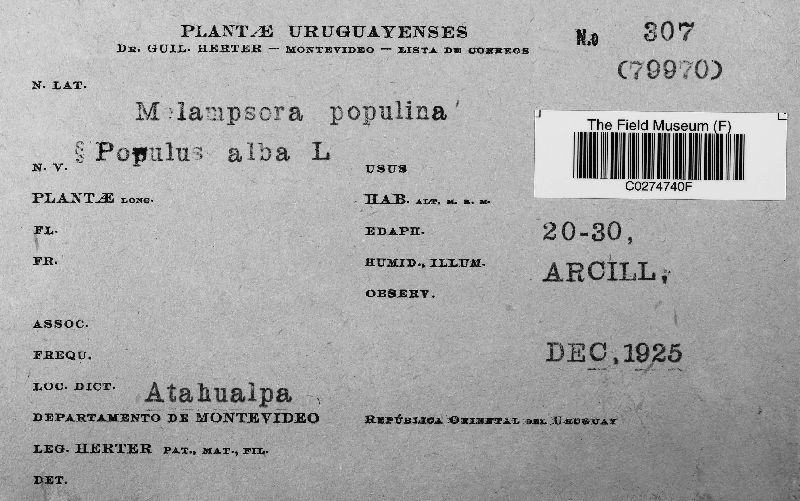 PLANTÆ URUGUAYENSES
DR. GUIL. HERTER — MONTEVIDEO — LISTA DE CORREOS
N.o 307
(79970)
N. LAT.
Melampsora populina
§ Populus alba L
The Field Museum (F)
C0274740F
N. V.
USUS
PLANTÆ LONG.
HAB. ALT. M. S. M.
20-30,
FL.
EDAPH.
ARCILL,
FR.
HUMID., ILLUM.
OBSERV.
ASSOC.
FREQU.
DEC, 1925
LOC. DICT. Atahualpa
DEPARTAMENTO DE MONTEVIDEO
REPÚBLICA ORIENTAL DEL URUGUAY
LEG. HERTER PAT., MAT., FIL.
DET.